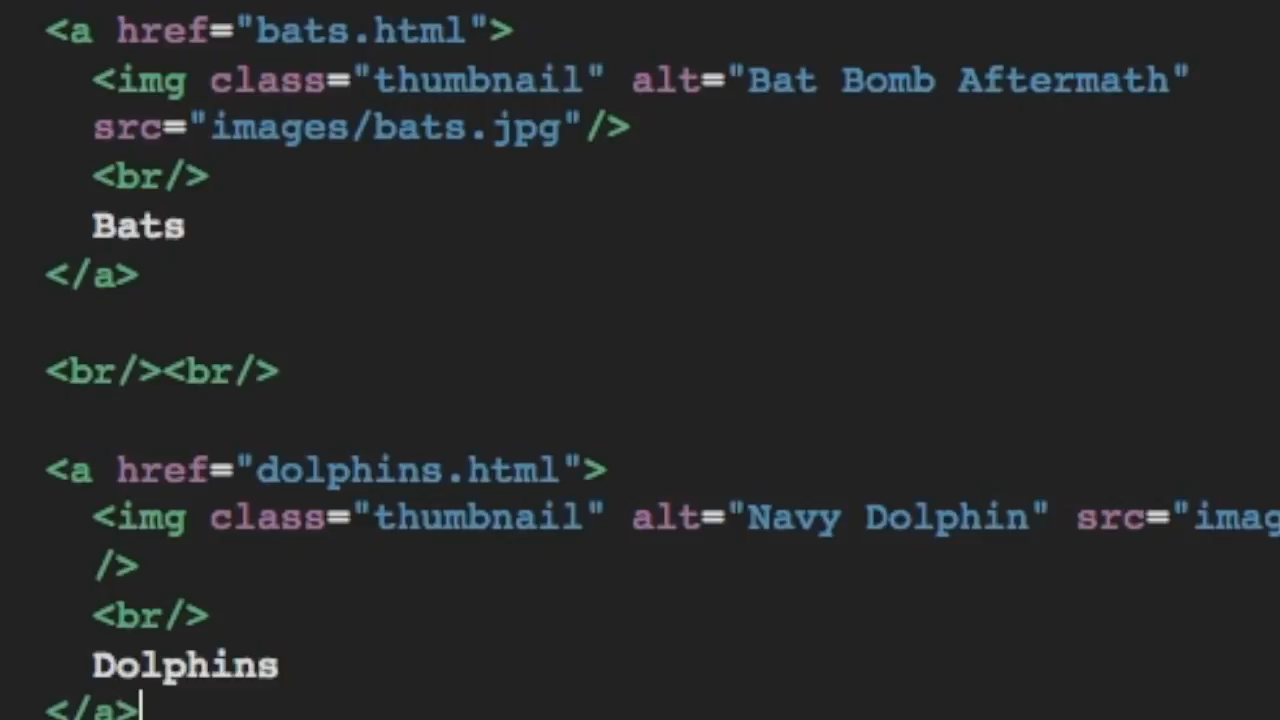 <a href="bats.html">
<img class="thumbnail" alt="Bat Bomb Aftermath"
src="images/bats.jpg"/>
<br/>
Bats
</a>
<br/><br/>
<a href="dolphins.html">
<img class="thumbnail" alt="Navy Dolphin" src="imag
/>
<br/>
Dolphins
</a>